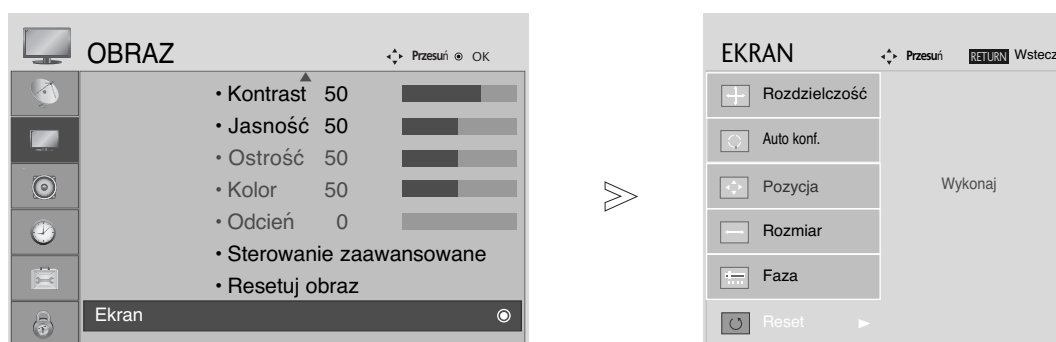 OBRAZ
Przesuń OK
• Kontrast 50
• Jasność 50
• Ostrość 50
• Kolor 50
• Odcień 0
• Sterowanie zaawansowane
• Resetuj obraz
Ekran
EKRAN
Przesuń RETURN Wstecz
Rozdzielczość
Auto konf.
Pozycja
Rozmiar
Faza
Reset
Wykonaj